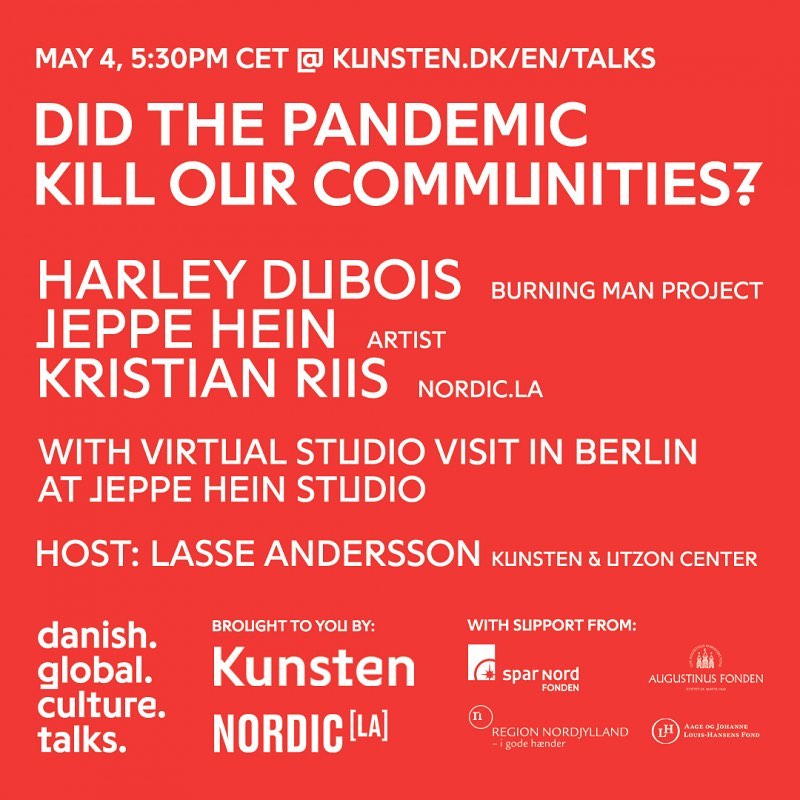 MAY 4, 5:30PM CET @ KUNSTEN.DK/EN/TALKS
DID THE PANDEMIC
KILL OUR COMMUNITIES?
HARLEY DUBOIS BURNING MAN PROJECT
JEPPE HEIN ARTIST
KRISTIAN RIIS NORDIC.LA
WITH VIRTUAL STUDIO VISIT IN BERLIN
AT JEPPE HEIN STUDIO
HOST: LASSE ANDERSSON KUNSTEN & UTZON CENTER
danish.
global.
culture.
talks.
BROUGHT TO YOU BY:
Kunsten
NORDIC [LA]
WITH SUPPORT FROM:
spar nord
FONDEN
AUGUSTINUS FONDEN
n
REGION NORDJYLLAND
– i gode hænder
LH
AAGE OG JOHANNE
LOUIS-HANSENS FOND